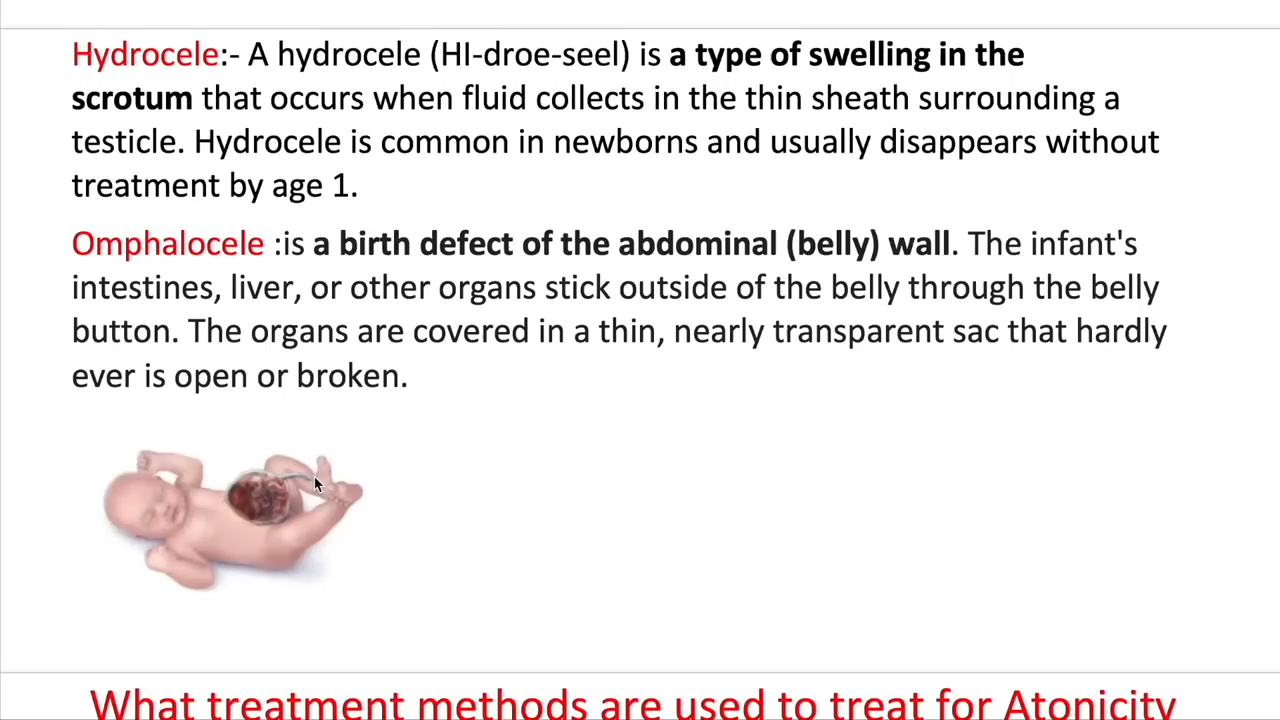 Hydrocele:- A hydrocele (HI-droe-seel) is a type of swelling in the
scrotum that occurs when fluid collects in the thin sheath surrounding a
testicle. Hydrocele is common in newborns and usually disappears without
treatment by age 1.
Omphalocele :is a birth defect of the abdominal (belly) wall. The infant's
intestines, liver, or other organs stick outside of the belly through the belly
button. The organs are covered in a thin, nearly transparent sac that hardly
ever is open or broken.
What treatment methods are used to treat for Atonicity